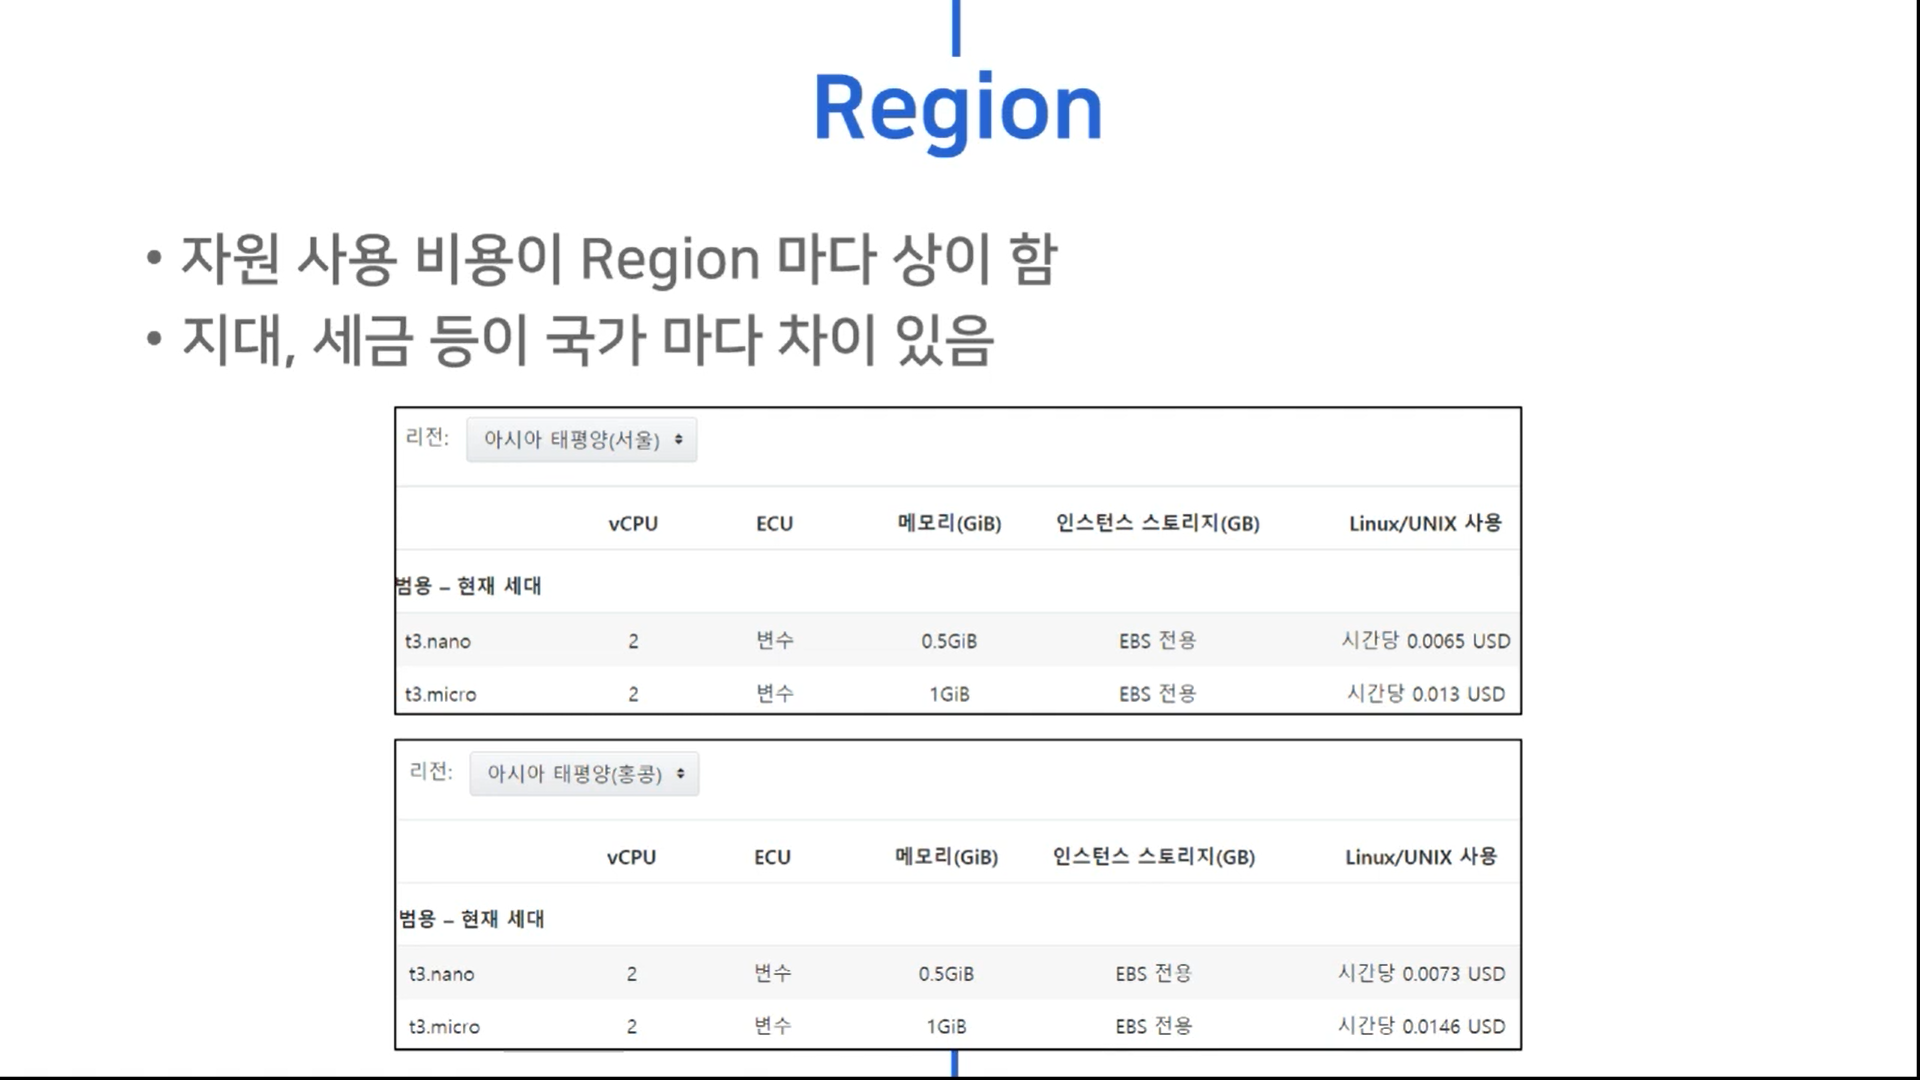 Region
• 자원 사용 비용이 Region 마다 상이 함
• 지대, 세금 등이 국가 마다 차이 있음
리전: 아시아 태평양(서울)
vCPU ECU 메모리(GiB) 인스턴스 스토리지(GB) Linux/UNIX 사용
범용 – 현재 세대
t3.nano 2 변수 0.5GiB EBS 전용 시간당 0.0065 USD
t3.micro 2 변수 1GiB EBS 전용 시간당 0.013 USD
리전: 아시아 태평양(홍콩)
vCPU ECU 메모리(GiB) 인스턴스 스토리지(GB) Linux/UNIX 사용
범용 – 현재 세대
t3.nano 2 변수 0.5GiB EBS 전용 시간당 0.0073 USD
t3.micro 2 변수 1GiB EBS 전용 시간당 0.0146 USD